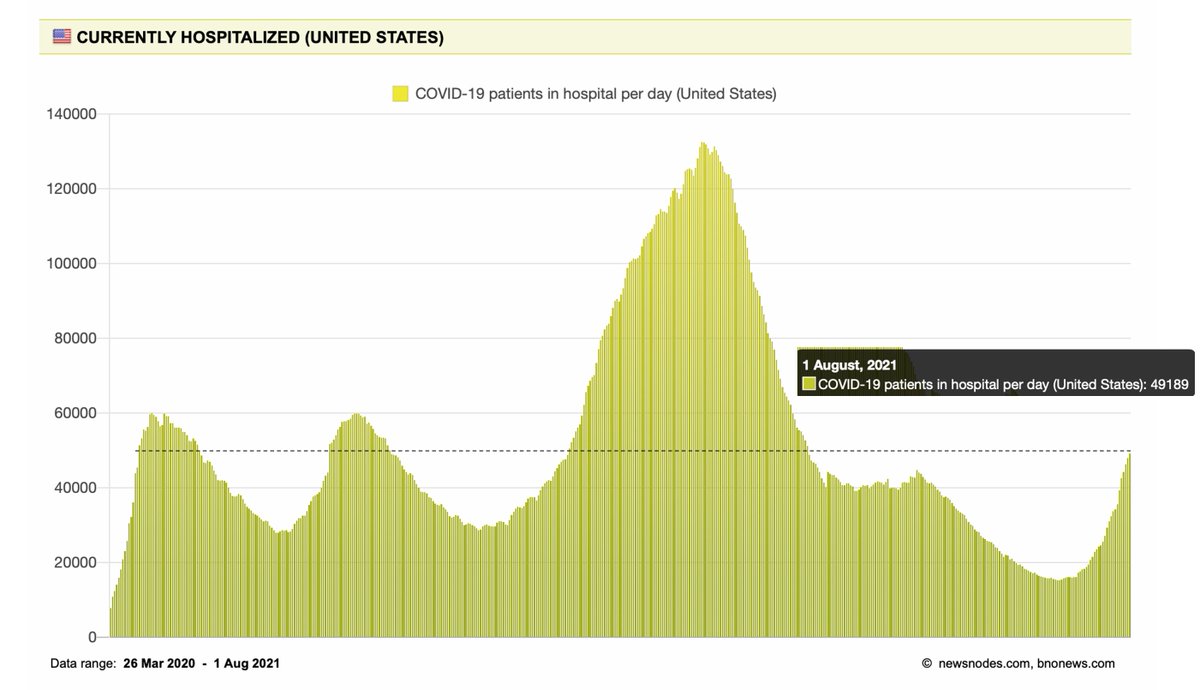 CURRENTLY HOSPITALIZED (UNITED STATES)
COVID-19 patients in hospital per day (United States)
140000
120000
100000
80000
1 August, 2021
COVID-19 patients in hospital per day (United States): 49189
60000
40000
20000
0
Data range: 26 Mar 2020 - 1 Aug 2021
© newsnodes.com, bnonews.com